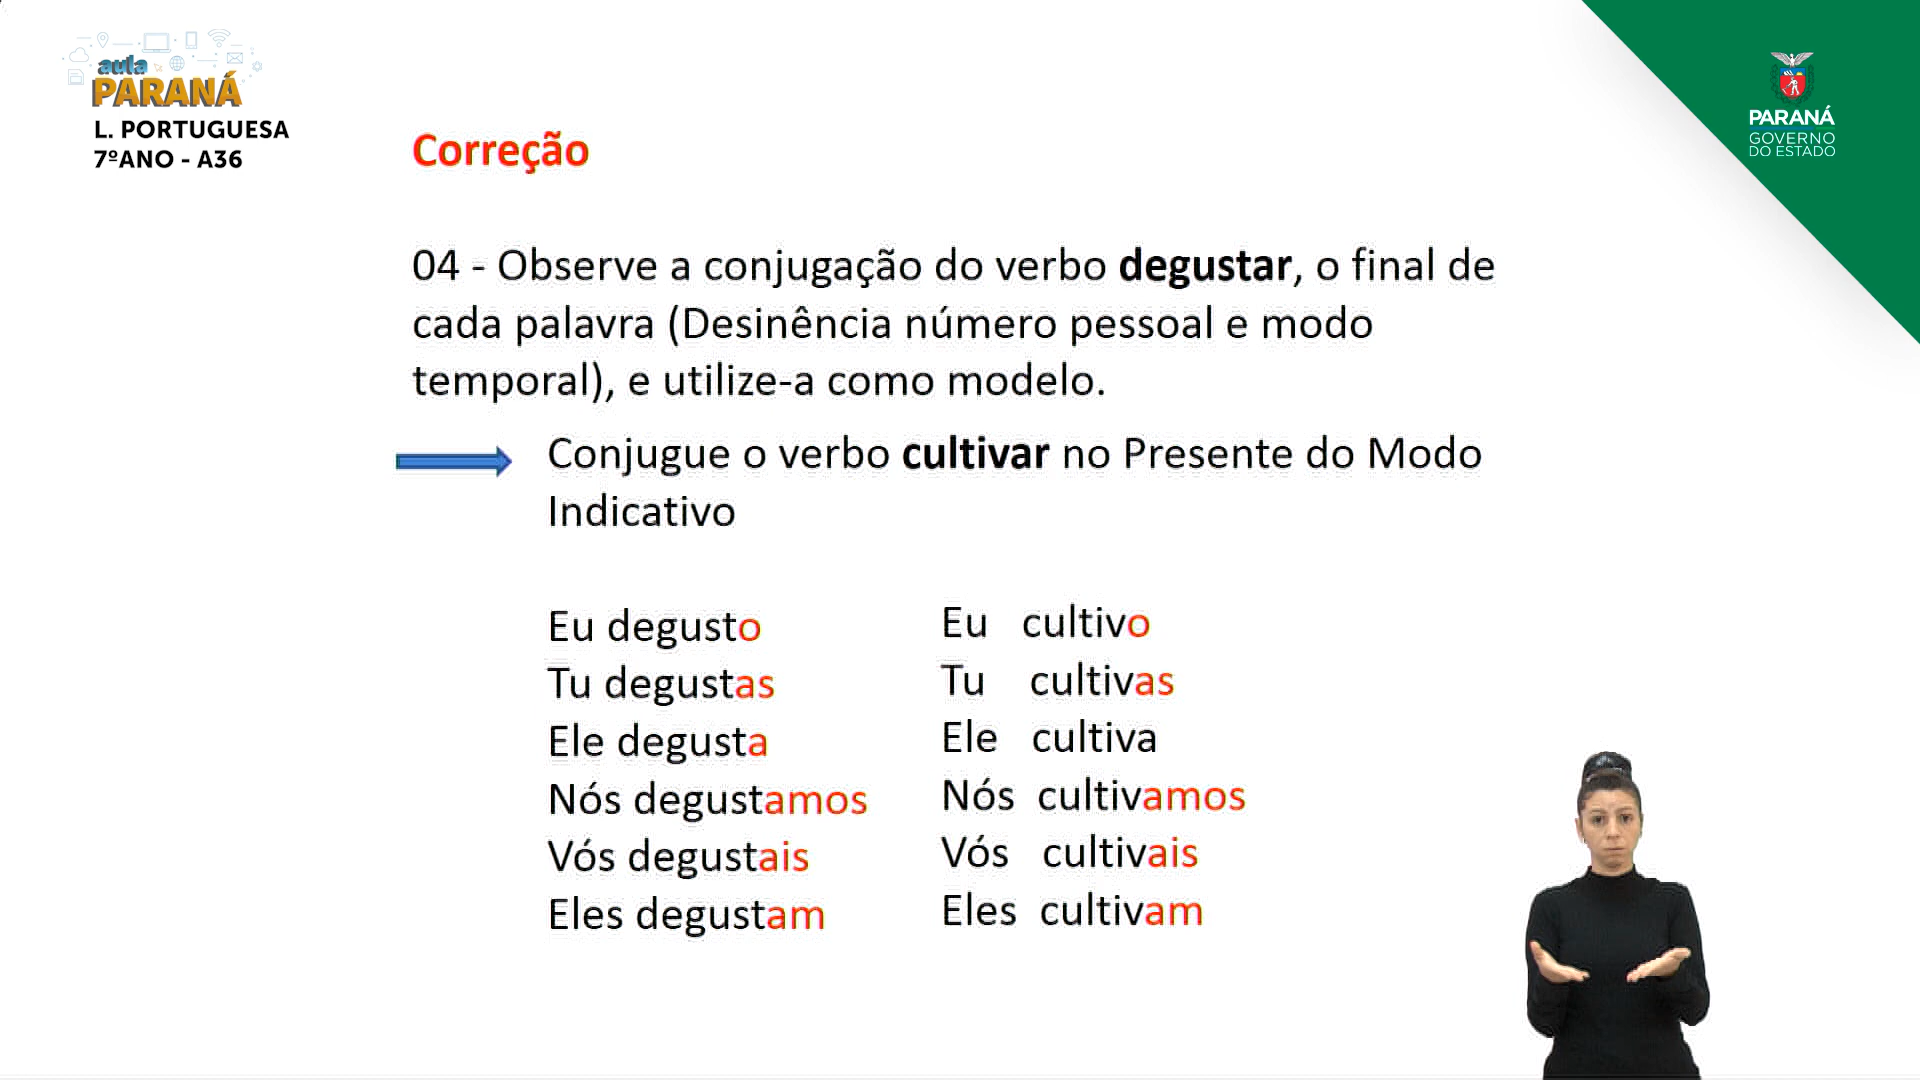 aula
PARANÁ
L. PORTUGUESA
7ºANO - A36
PARANÁ
GOVERNO
DO ESTADO
Correção
04 - Observe a conjugação do verbo degustar, o final de
cada palavra (Desinência número pessoal e modo
temporal), e utilize-a como modelo.
Conjugue o verbo cultivar no Presente do Modo
Indicativo
Eu degusto
Tu degustas
Ele degusta
Nós degustamos
Vós degustais
Eles degustam
Eu cultivo
Tu cultivas
Ele cultiva
Nós cultivamos
Vós cultivais
Eles cultivam